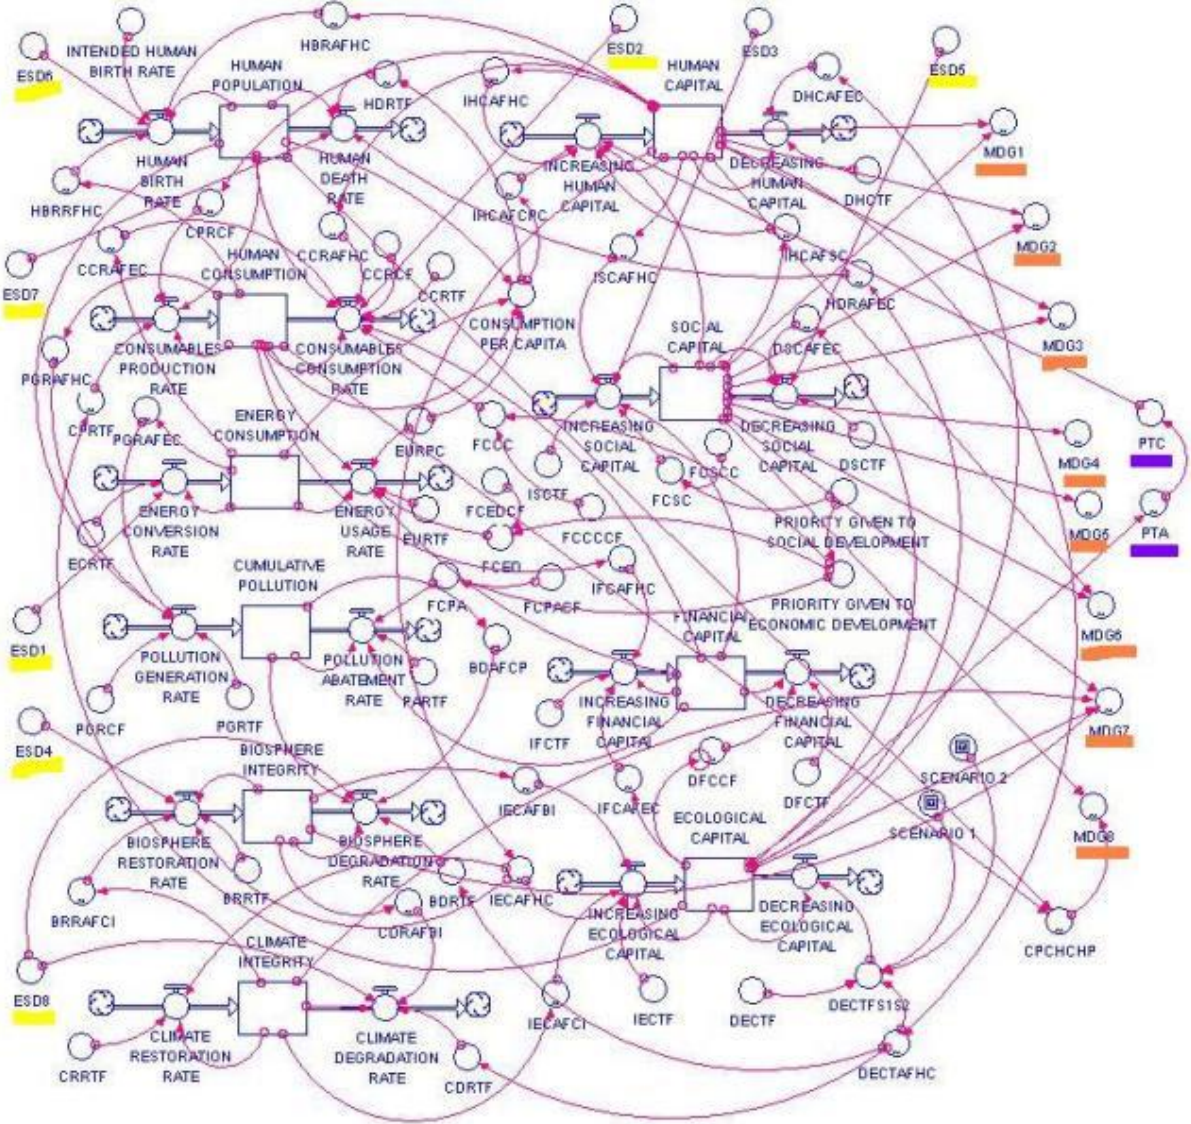 ESD6
INTENDED HUMAN
BIRTH RATE
HBRAFHC
ESD2
ESD3
ESD5
HUMAN
POPULATION
HDRTF
IHCAFHC
HUMAN
CAPITAL
DHCAFEC
MDG1
HUMAN
BIRTH
RATE
HUMAN
DEATH
RATE
INCREASING
HUMAN
CAPITAL
DECREASING
HUMAN
CAPITAL
DHCTF
HBRRFHC
CPRCF
IHCAFCPC
MDG2
CCRAFEC
HUMAN
CONSUMPTION
CCRAFHC
CCRCF
CCRTF
ISCAFHC
IHCAFSC
HDRAFEC
ESD7
CONSUMPTION
PER CAPITA
SOCIAL
CAPITAL
DSCAFEC
MDG3
CONSUMABLES
PRODUCTION
RATE
CONSUMABLES
CONSUMPTION
RATE
PGRAFHC
CPRTF
PGRAFEC
ENERGY
CONSUMPTION
EURPC
FCCC
INCREASING
SOCIAL
CAPITAL
FCSCC
DECREASING
SOCIAL
CAPITAL
DSCTF
MDG4
PTC
ISCTF
FCSC
ENERGY
CONVERSION
RATE
ENERGY
USAGE
RATE
EURTF
FCEDCF
FCCCCF
PRIORITY GIVEN TO
SOCIAL DEVELOPMENT
MDG5
PTA
ECRTF
FCED
IFCAFHC
CUMULATIVE
POLLUTION
FCPA
FCPACF
FINANCIAL
CAPITAL
PRIORITY GIVEN TO
ECONOMIC DEVELOPMENT
MDG6
ESD1
POLLUTION
GENERATION
RATE
POLLUTION
ABATEMENT
RATE
BDAFCP
PARTF
INCREASING
FINANCIAL
CAPITAL
DECREASING
FINANCIAL
CAPITAL
PGRCF
PGRTF
IFCTF
MDG7
ESD4
BIOSPHERE
INTEGRITY
DFCCF
DFCTF
SCENARIO 2
IECAFBI
IFCAFEC
ECOLOGICAL
CAPITAL
SCENARIO 1
MDG8
BIOSPHERE
RESTORATION
RATE
BIOSPHERE
DEGRADATION
RATE
BRRTF
BDRTF
IECAFHC
BRRAFCI
CDRAFBI
INCREASING
ECOLOGICAL
CAPITAL
DECREASING
ECOLOGICAL
CAPITAL
CPCHCHP
CLIMATE
INTEGRITY
ESD8
IECAFCI
IECTF
DECTF
DECTFS1S2
CLIMATE
RESTORATION
RATE
CLIMATE
DEGRADATION
RATE
CRRTF
CDRTF
DECTAFHC